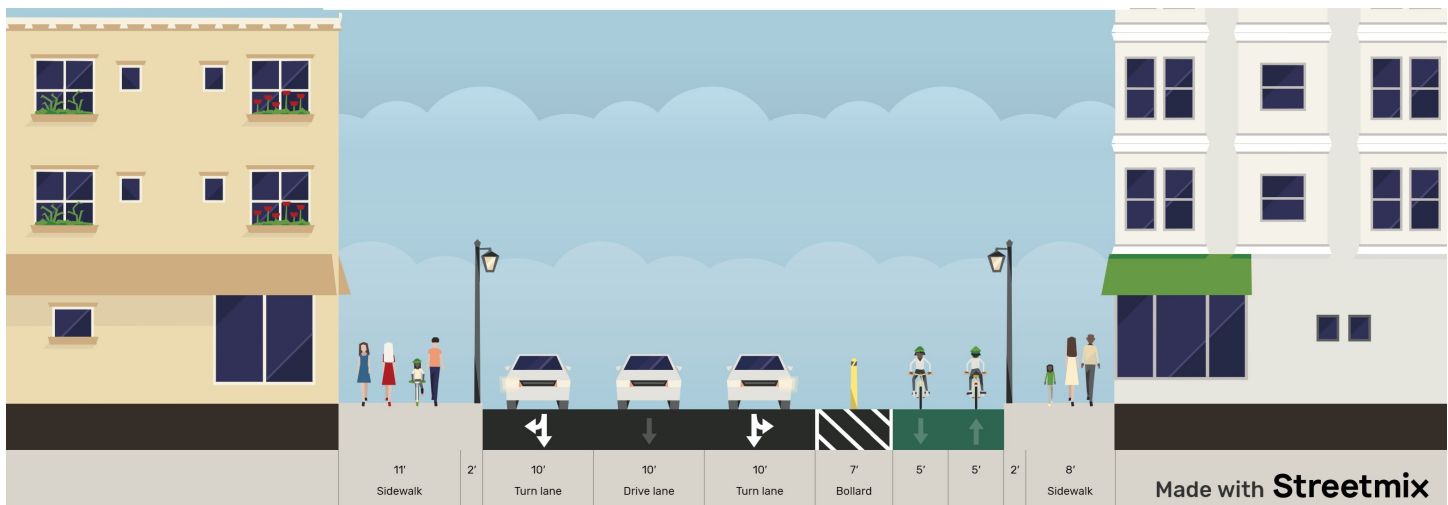 11′
Sidewalk
2′
10′
Turn lane
10′
Drive lane
10′
Turn lane
7′
Bollard
5′
5′
2′
8′
Sidewalk
Made with Streetmix